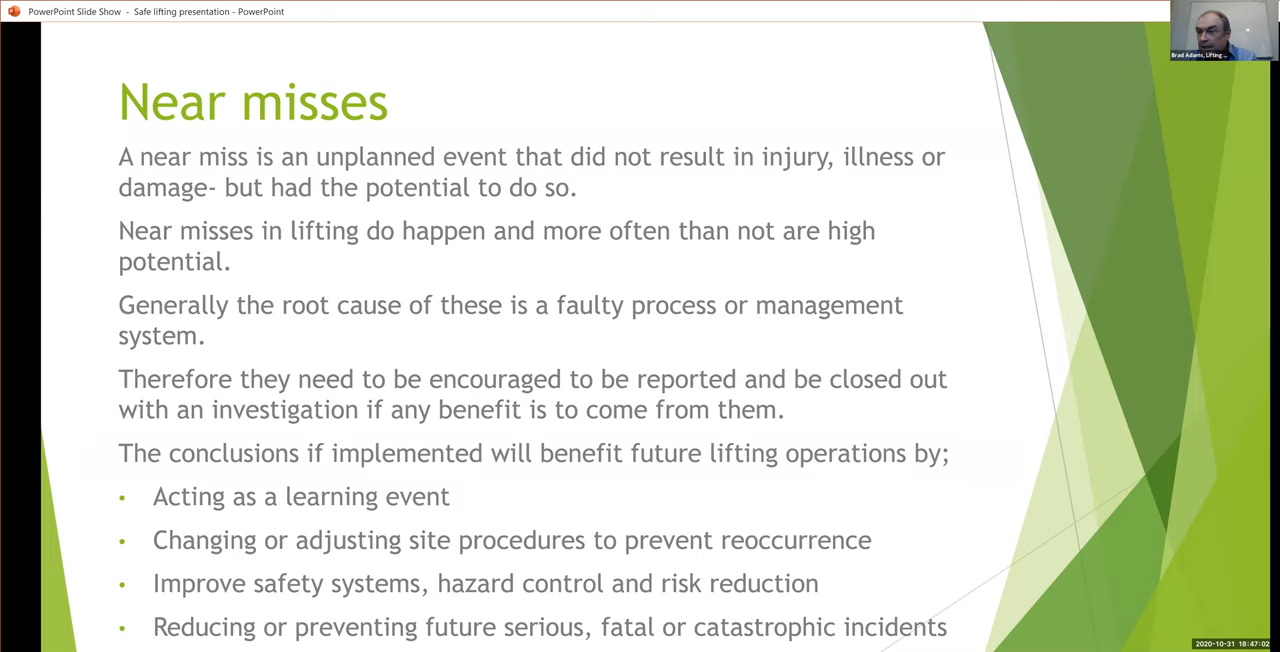 PowerPoint Slide Show - Safe lifting presentation - PowerPoint
Brad Adams, Lifting ...
Near misses
A near miss is an unplanned event that did not result in injury, illness or
damage- but had the potential to do so.
Near misses in lifting do happen and more often than not are high
potential.
Generally the root cause of these is a faulty process or management
system.
Therefore they need to be encouraged to be reported and be closed out
with an investigation if any benefit is to come from them.
The conclusions if implemented will benefit future lifting operations by;
• Acting as a learning event
• Changing or adjusting site procedures to prevent reoccurrence
• Improve safety systems, hazard control and risk reduction
• Reducing or preventing future serious, fatal or catastrophic incidents
2020-10-31 18:47:02